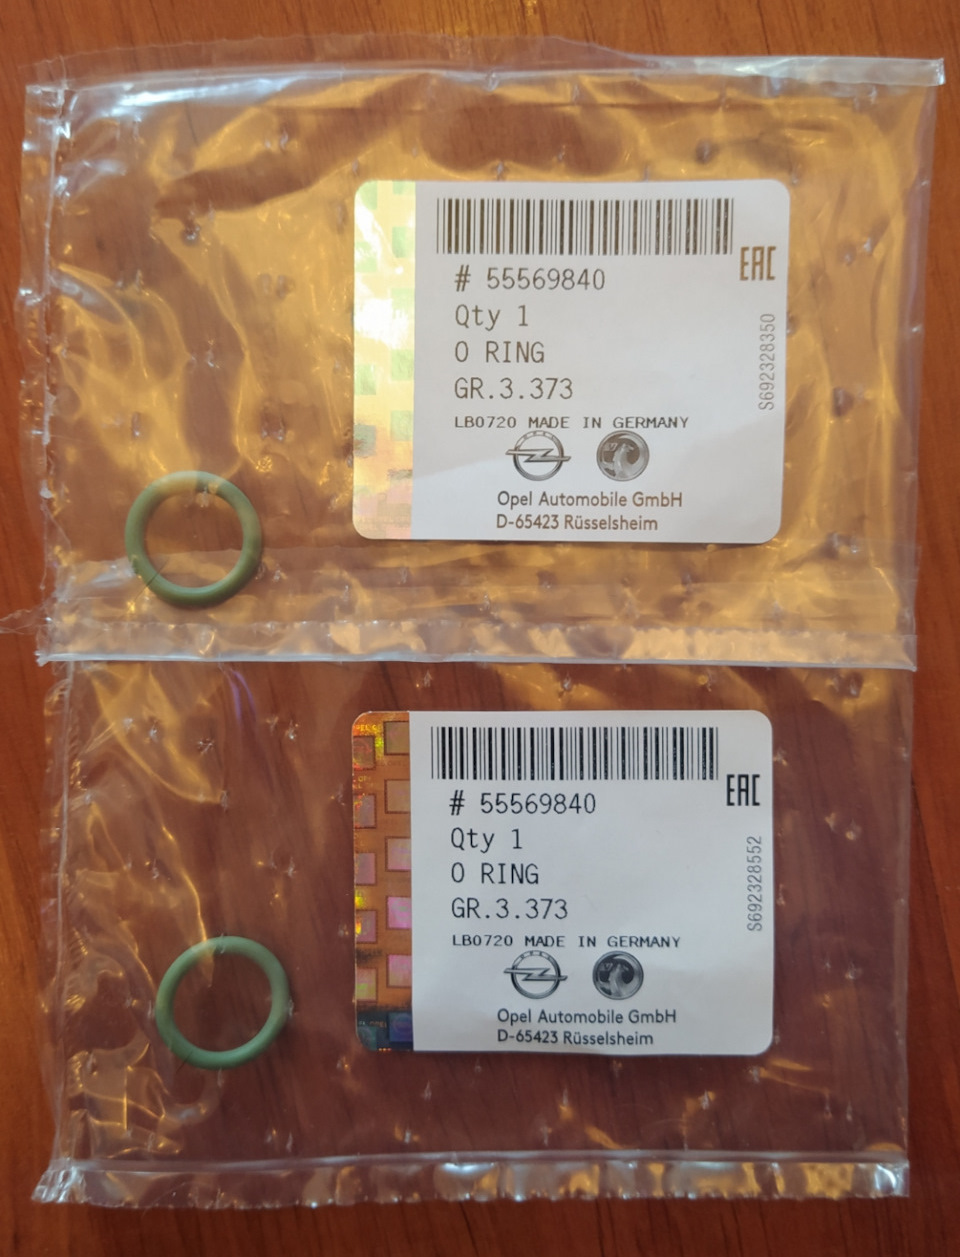 # 55569840
Qty 1
O RING
GR.3.373
LB0720 MADE IN GERMANY
Opel Automobile GmbH
D-65423 Rüsselsheim
EAC
S692328350
# 55569840
Qty 1
O RING
GR.3.373
LB0720 MADE IN GERMANY
Opel Automobile GmbH
D-65423 Rüsselsheim
EAC
S692328552